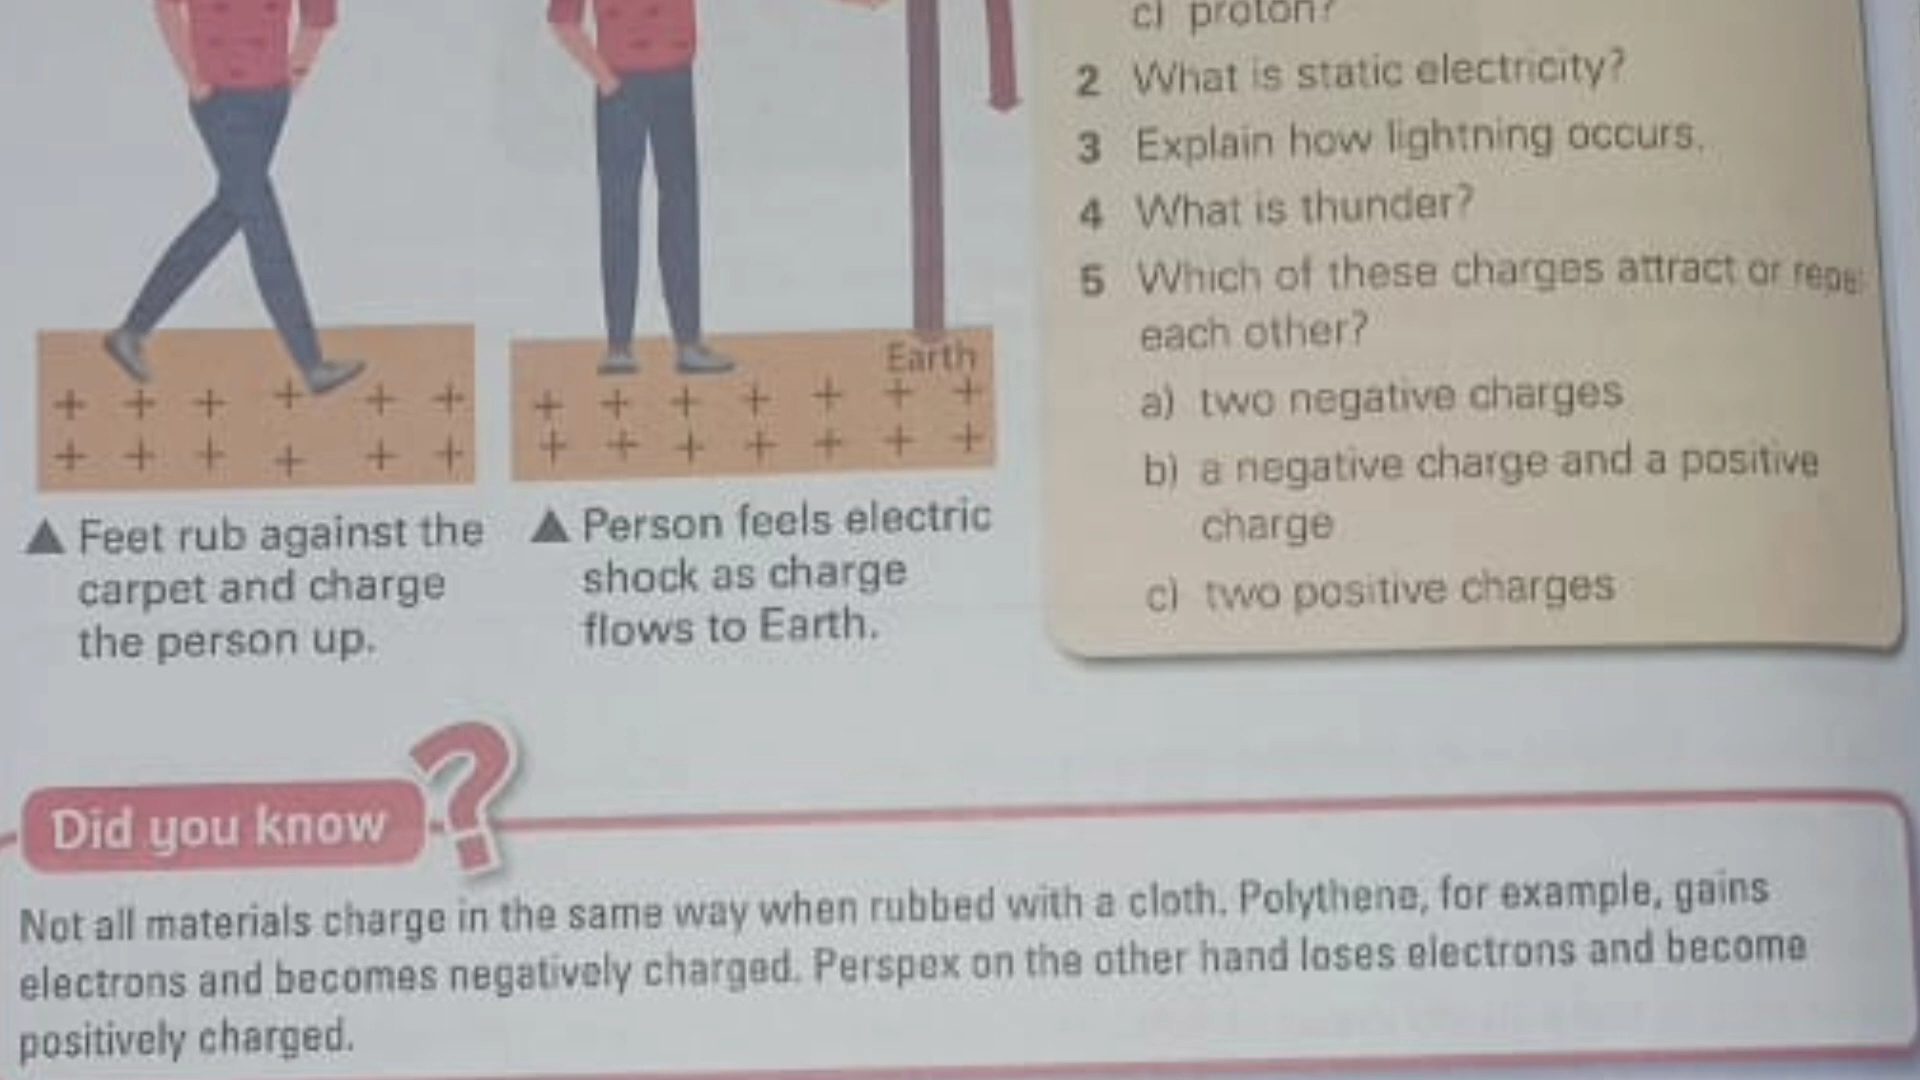 Earth
+ + + + + +
+ + + + + +
+ + + + + + +
+ + + + + + +
▲ Feet rub against the
carpet and charge
the person up.
▲ Person feels electric
shock as charge
flows to Earth.
c) proton?
2 What is static electricity?
3 Explain how lightning occurs.
4 What is thunder?
5 Which of these charges attract or
each other?
a) two negative charges
b) a negative charge and a positive
charge
c) two positive charges
Did you know ?
Not all materials charge in the same way when rubbed with a cloth. Polythene, for example, gains
electrons and becomes negatively charged. Perspex on the other hand loses electrons and become
positively charged.